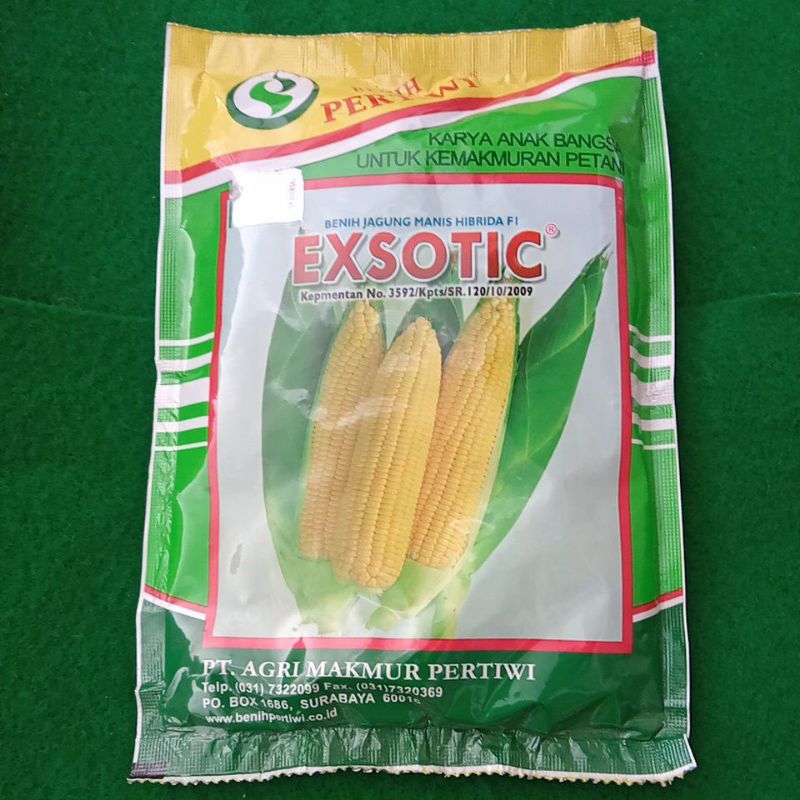 PERTIWI
KARYA ANAK BANGSA
UNTUK KEMAKMURAN PETANI
BENIH JAGUNG MANIS HIBRIDA F1
EXSOTIC®
Kepmentan No. 3592/Kpts/SR.120/10/2009
PT. AGRI MAKMUR PERTIWI
Telp. (031) 7322099 Fax. (031)7320369
PO. BOX 1686, SURABAYA 6001
www.benihpertiwi.co.id